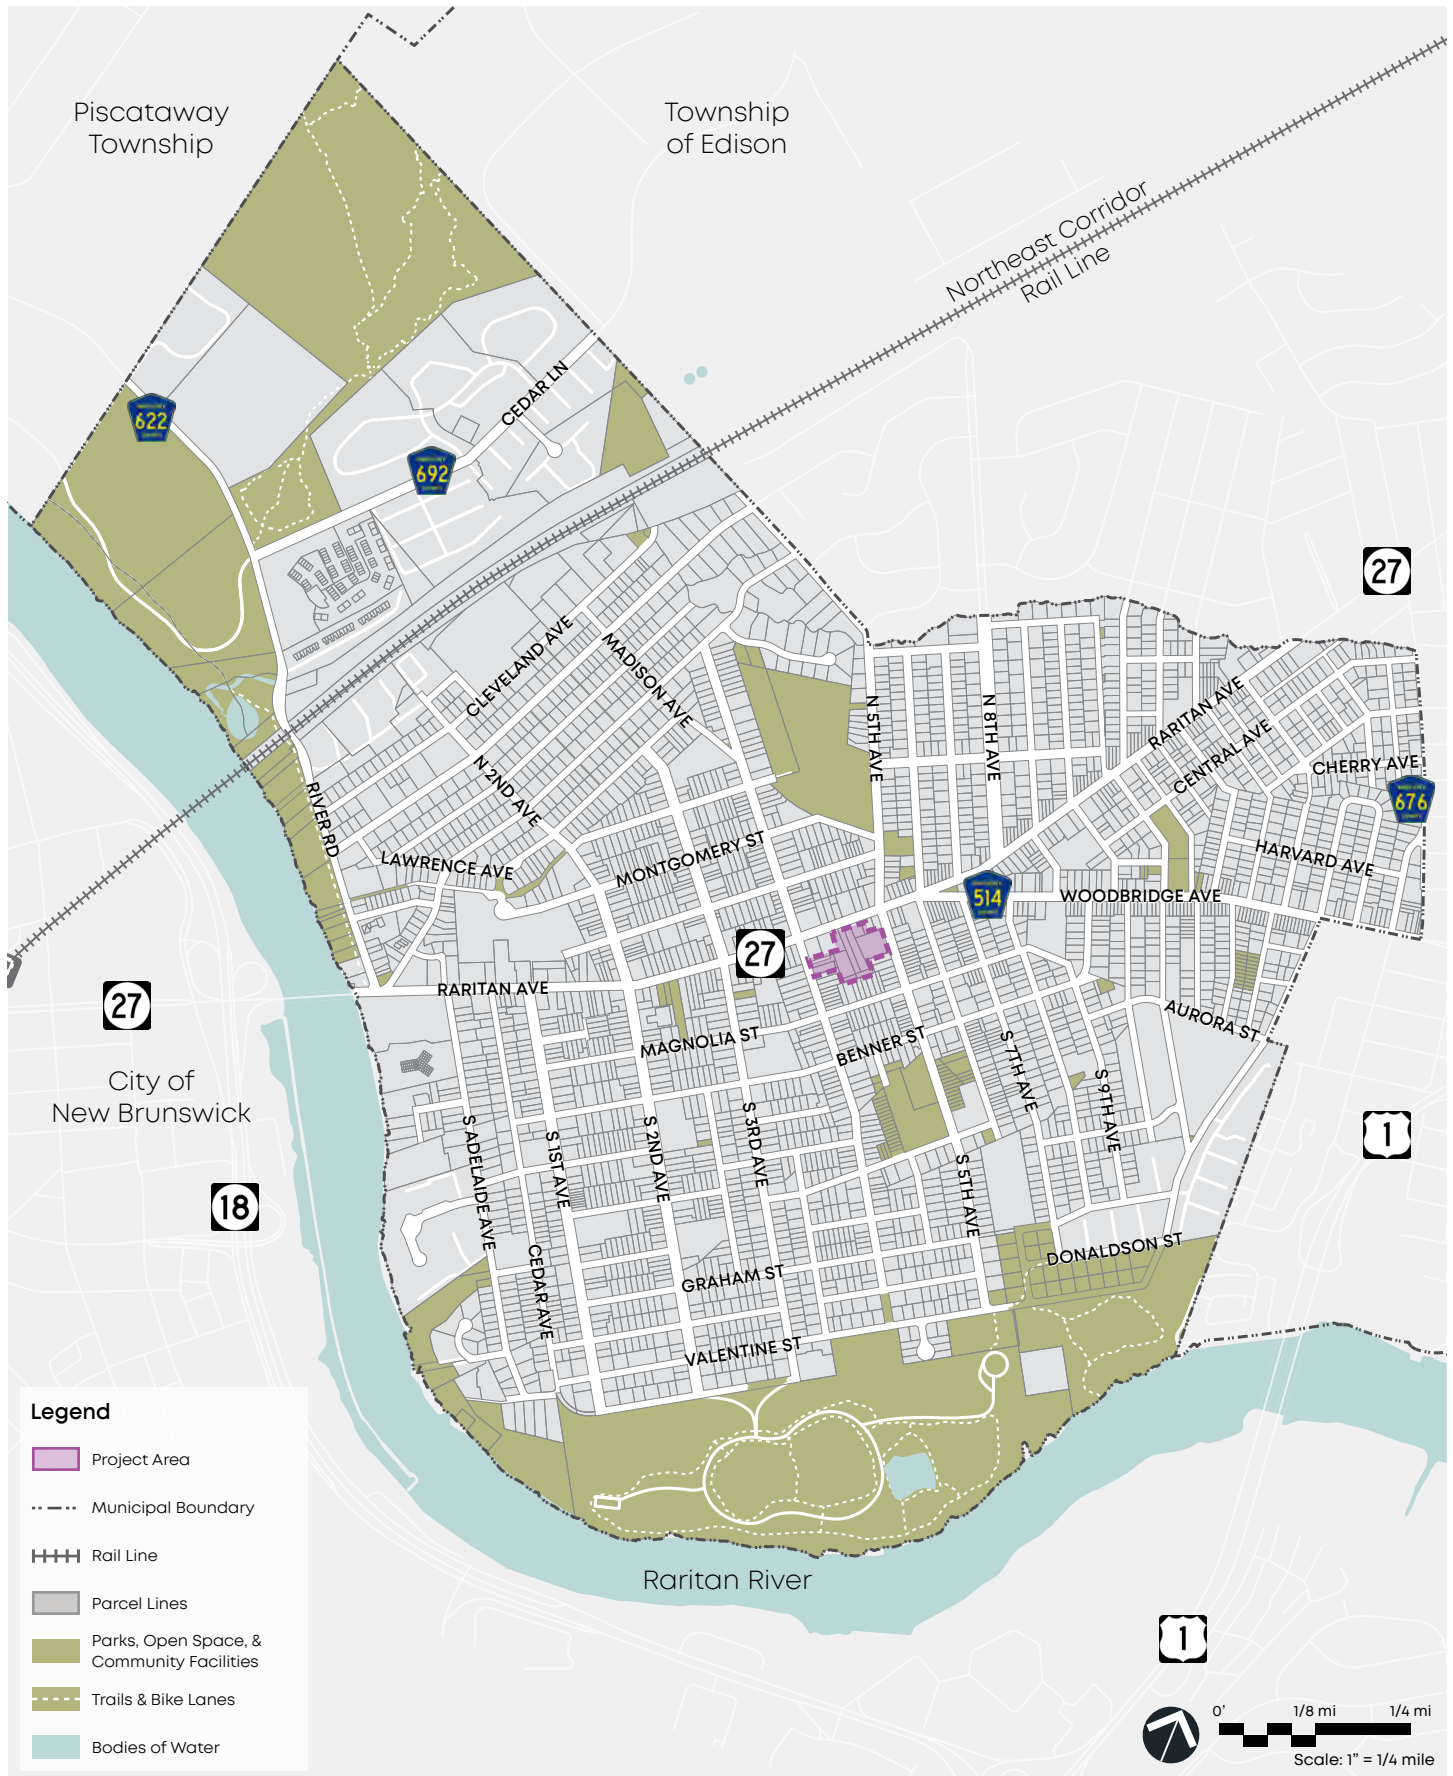 Piscataway
Township
Township
of Edison
Northeast Corridor
Rail Line
CEDAR LN
622
692
27
CLEVELAND AVE
MADISON AVE
N 5TH AVE
N 8TH AVE
RARITAN AVE
CENTRAL AVE
CHERRY AVE
676
N 2ND AVE
RIVER RD
LAWRENCE AVE
MONTGOMERY ST
HARVARD AVE
514
WOODBRIDGE AVE
27
RARITAN AVE
27
AURORA ST
MAGNOLIA ST
BENNER ST
S 7TH AVE
City of
New Brunswick
S 9TH AVE
1
S ADELAIDE AVE
S 1ST AVE
S 2ND AVE
S 3RD AVE
S 5TH AVE
18
CEDAR AVE
DONALDSON ST
GRAHAM ST
VALENTINE ST
Legend
Project Area
Municipal Boundary
Rail Line
Parcel Lines
Parks, Open Space, &
Community Facilities
Trails & Bike Lanes
Bodies of Water
Raritan River
1
0' 1/8 mi 1/4 mi
Scale: 1" = 1/4 mile